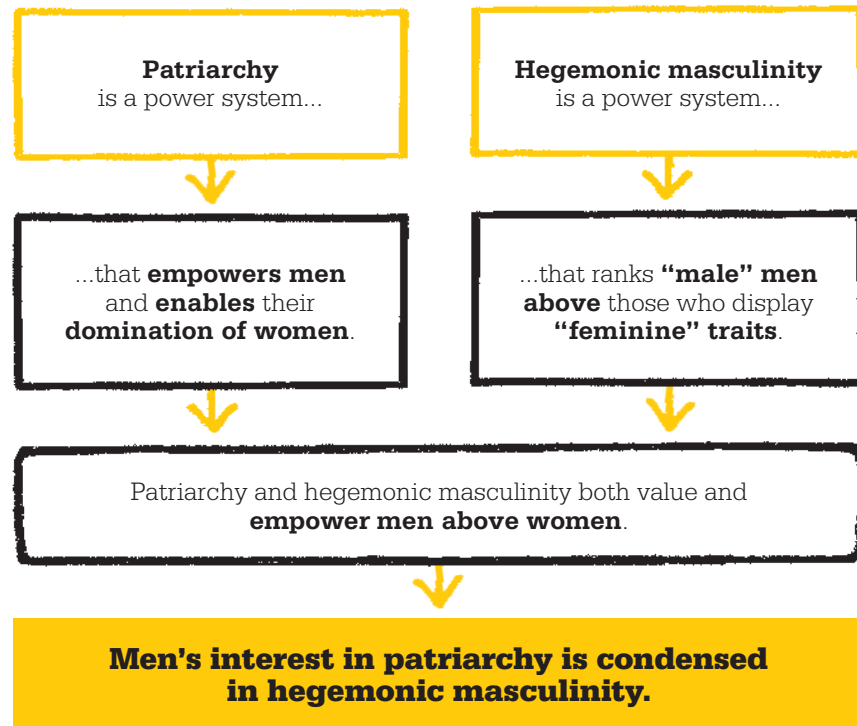 Patriarchy
is a power system...
Hegemonic masculinity
is a power system...
...that empowers men
and enables their
domination of women.
...that ranks “male” men
above those who display
“feminine” traits.
Patriarchy and hegemonic masculinity both value and
empower men above women.
Men’s interest in patriarchy is condensed
in hegemonic masculinity.